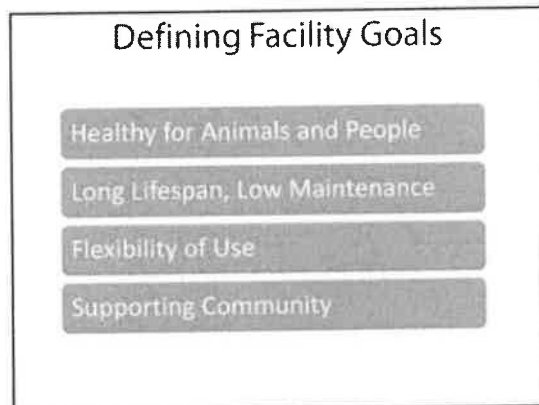 Defining Facility Goals
Healthy for Animals and People
Long Lifespan, Low Maintenance
Flexibility of Use
Supporting Community